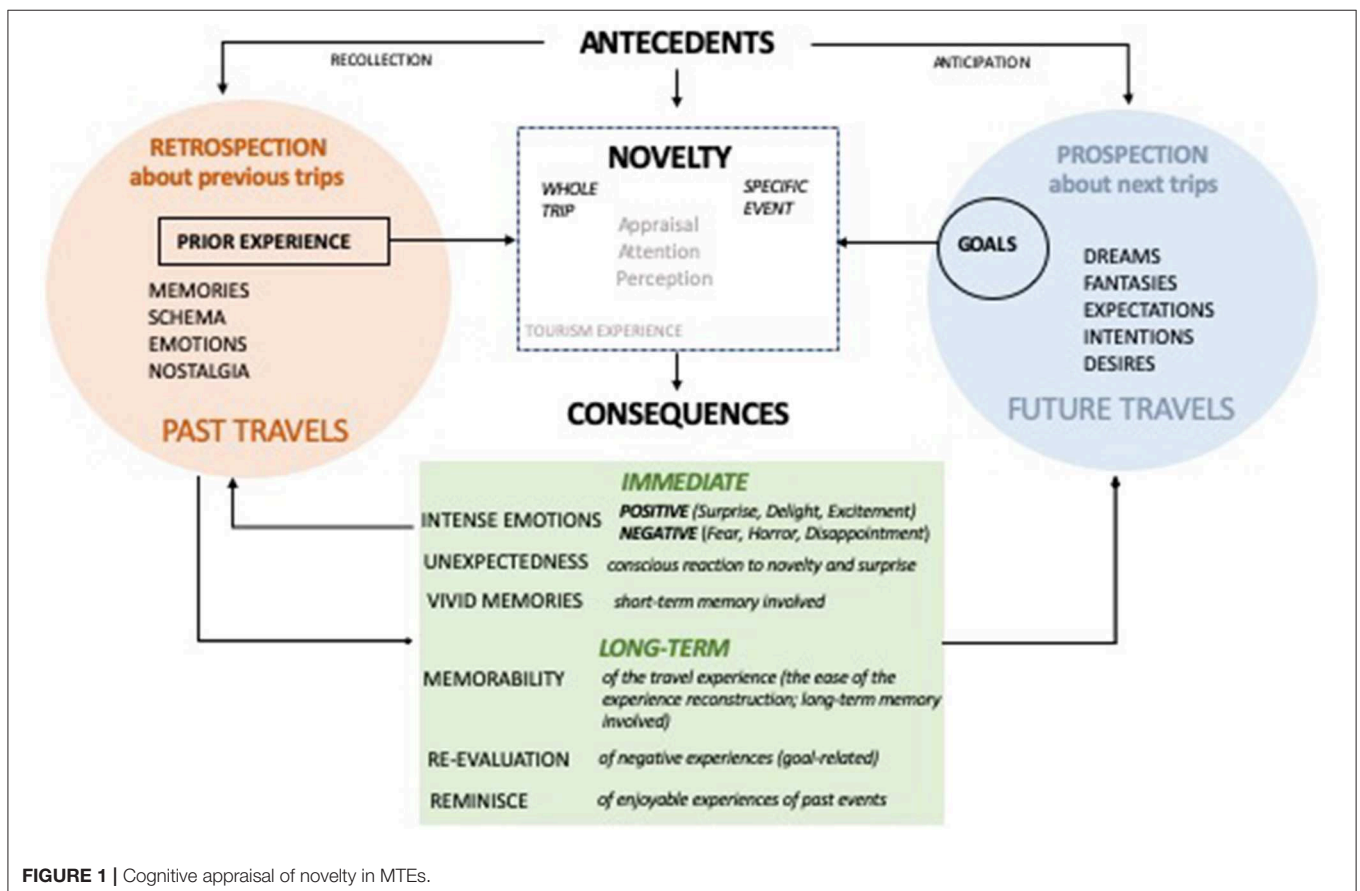 ANTECEDENTS
RECOLLECTION
ANTICIPATION
RETROSPECTION
about previous trips
PRIOR EXPERIENCE
MEMORIES
SCHEMA
EMOTIONS
NOSTALGIA
PAST TRAVELS
NOVELTY
WHOLE
TRIP
SPECIFIC
EVENT
Appraisal
Attention
Perception
TOURISM EXPERIENCE
PROSPECTION
about next trips
GOALS
DREAMS
FANTASIES
EXPECTATIONS
INTENTIONS
DESIRES
FUTURE TRAVELS
CONSEQUENCES
IMMEDIATE
INTENSE EMOTIONS
POSITIVE (Surprise, Delight, Excitement)
NEGATIVE (Fear, Horror, Disappointment)
UNEXPECTEDNESS
conscious reaction to novelty and surprise
VIVID MEMORIES
short-term memory involved
LONG-TERM
MEMORABILITY
of the travel experience (the ease of the
experience reconstruction; long-term memory
involved)
RE-EVALUATION
of negative experiences (goal-related)
REMINISCE
of enjoyable experiences of past events
FIGURE 1 | Cognitive appraisal of novelty in MTEs.